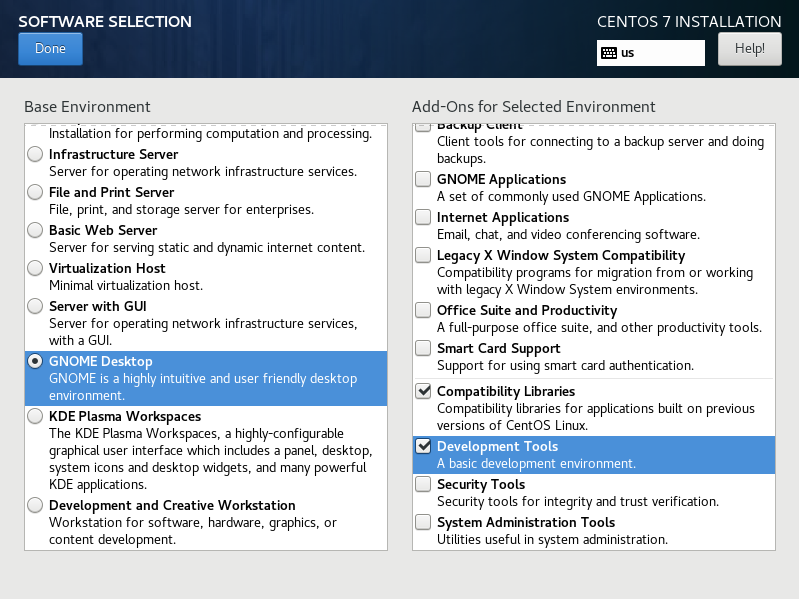 SOFTWARE SELECTION
Done
CENTOS 7 INSTALLATION
us
Help!
Base Environment
Installation for performing computation and processing.
Infrastructure Server
Server for operating network infrastructure services.
File and Print Server
File, print, and storage server for enterprises.
Basic Web Server
Server for serving static and dynamic internet content.
Virtualization Host
Minimal virtualization host.
Server with GUI
Server for operating network infrastructure services,
with a GUI.
GNOME Desktop
GNOME is a highly intuitive and user friendly desktop
environment.
KDE Plasma Workspaces
The KDE Plasma Workspaces, a highly-configurable
graphical user interface which includes a panel, desktop,
system icons and desktop widgets, and many powerful
KDE applications.
Development and Creative Workstation
Workstation for software, hardware, graphics, or
content development.
Add-Ons for Selected Environment
Backup Client
Client tools for connecting to a backup server and doing
backups.
GNOME Applications
A set of commonly used GNOME Applications.
Internet Applications
Email, chat, and video conferencing software.
Legacy X Window System Compatibility
Compatibility programs for migration from or working
with legacy X Window System environments.
Office Suite and Productivity
A full-purpose office suite, and other productivity tools.
Smart Card Support
Support for using smart card authentication.
Compatibility Libraries
Compatibility libraries for applications built on previous
versions of CentOS Linux.
Development Tools
A basic development environment.
Security Tools
Security tools for integrity and trust verification.
System Administration Tools
Utilities useful in system administration.